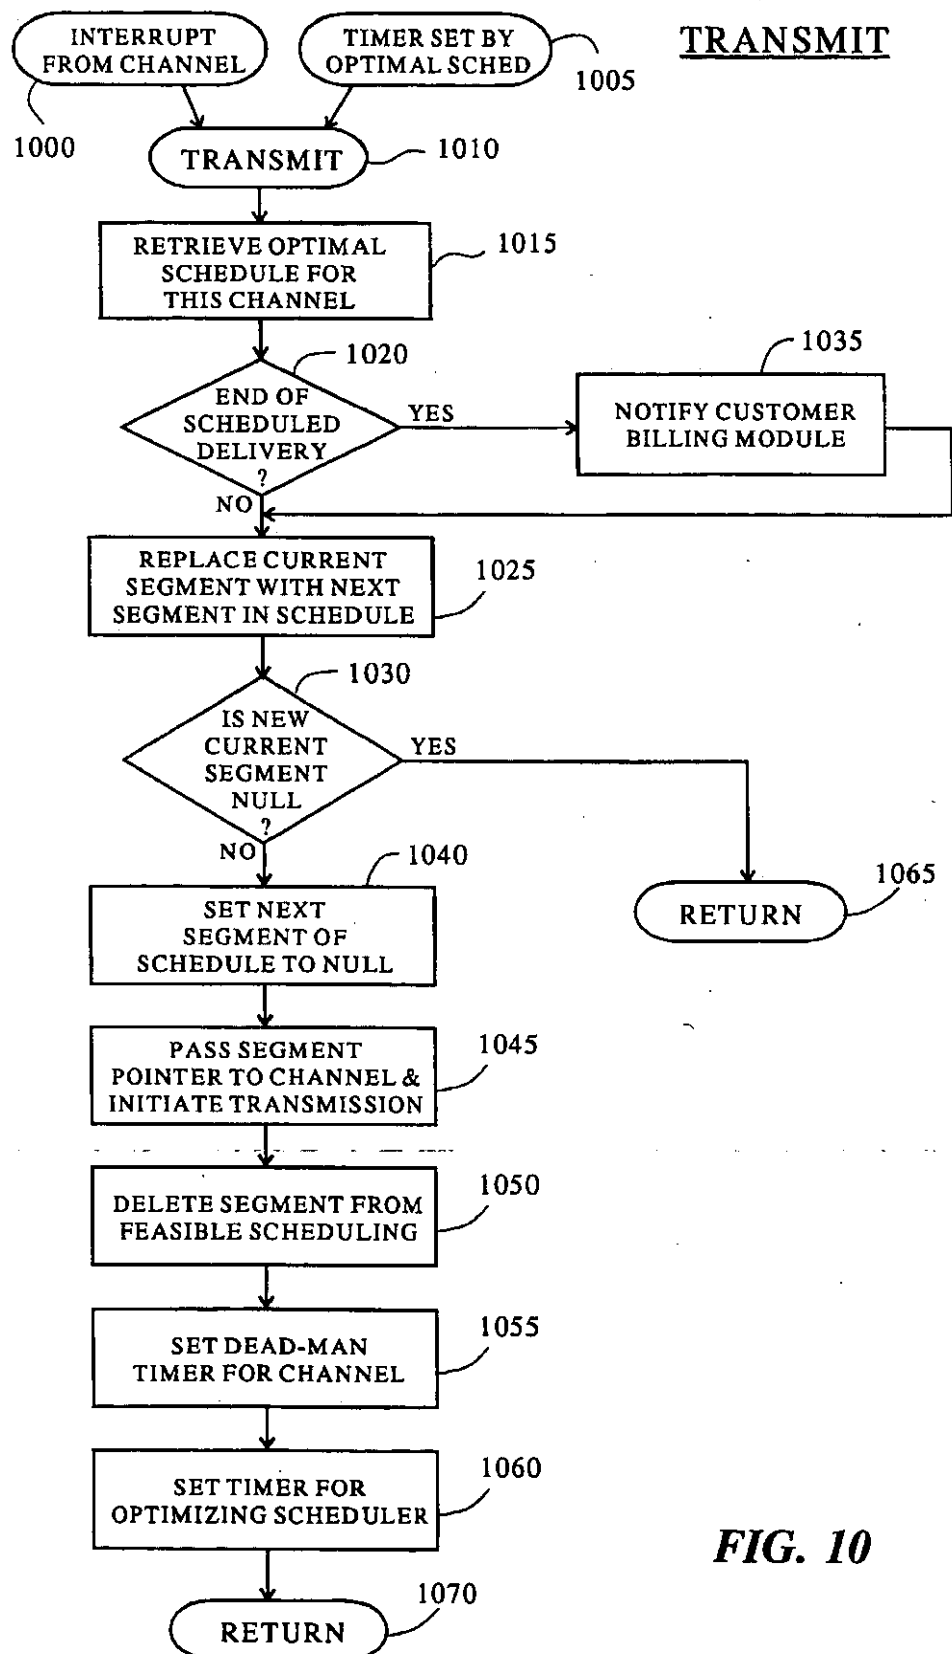 TRANSMIT
INTERRUPT
FROM CHANNEL
1000
TIMER SET BY
OPTIMAL SCHED
1005
TRANSMIT
1010
RETRIEVE OPTIMAL
SCHEDULE FOR
THIS CHANNEL
1015
END OF
SCHEDULED
DELIVERY
?
1020
YES
NO
NOTIFY CUSTOMER
BILLING MODULE
1035
REPLACE CURRENT
SEGMENT WITH NEXT
SEGMENT IN SCHEDULE
1025
IS NEW
CURRENT
SEGMENT
NULL
?
1030
YES
NO
RETURN
1065
SET NEXT
SEGMENT OF
SCHEDULE TO NULL
1040
PASS SEGMENT
POINTER TO CHANNEL &
INITIATE TRANSMISSION
1045
DELETE SEGMENT FROM
FEASIBLE SCHEDULING
1050
SET DEAD-MAN
TIMER FOR CHANNEL
1055
SET TIMER FOR
OPTIMIZING SCHEDULER
1060
RETURN
1070
FIG. 10